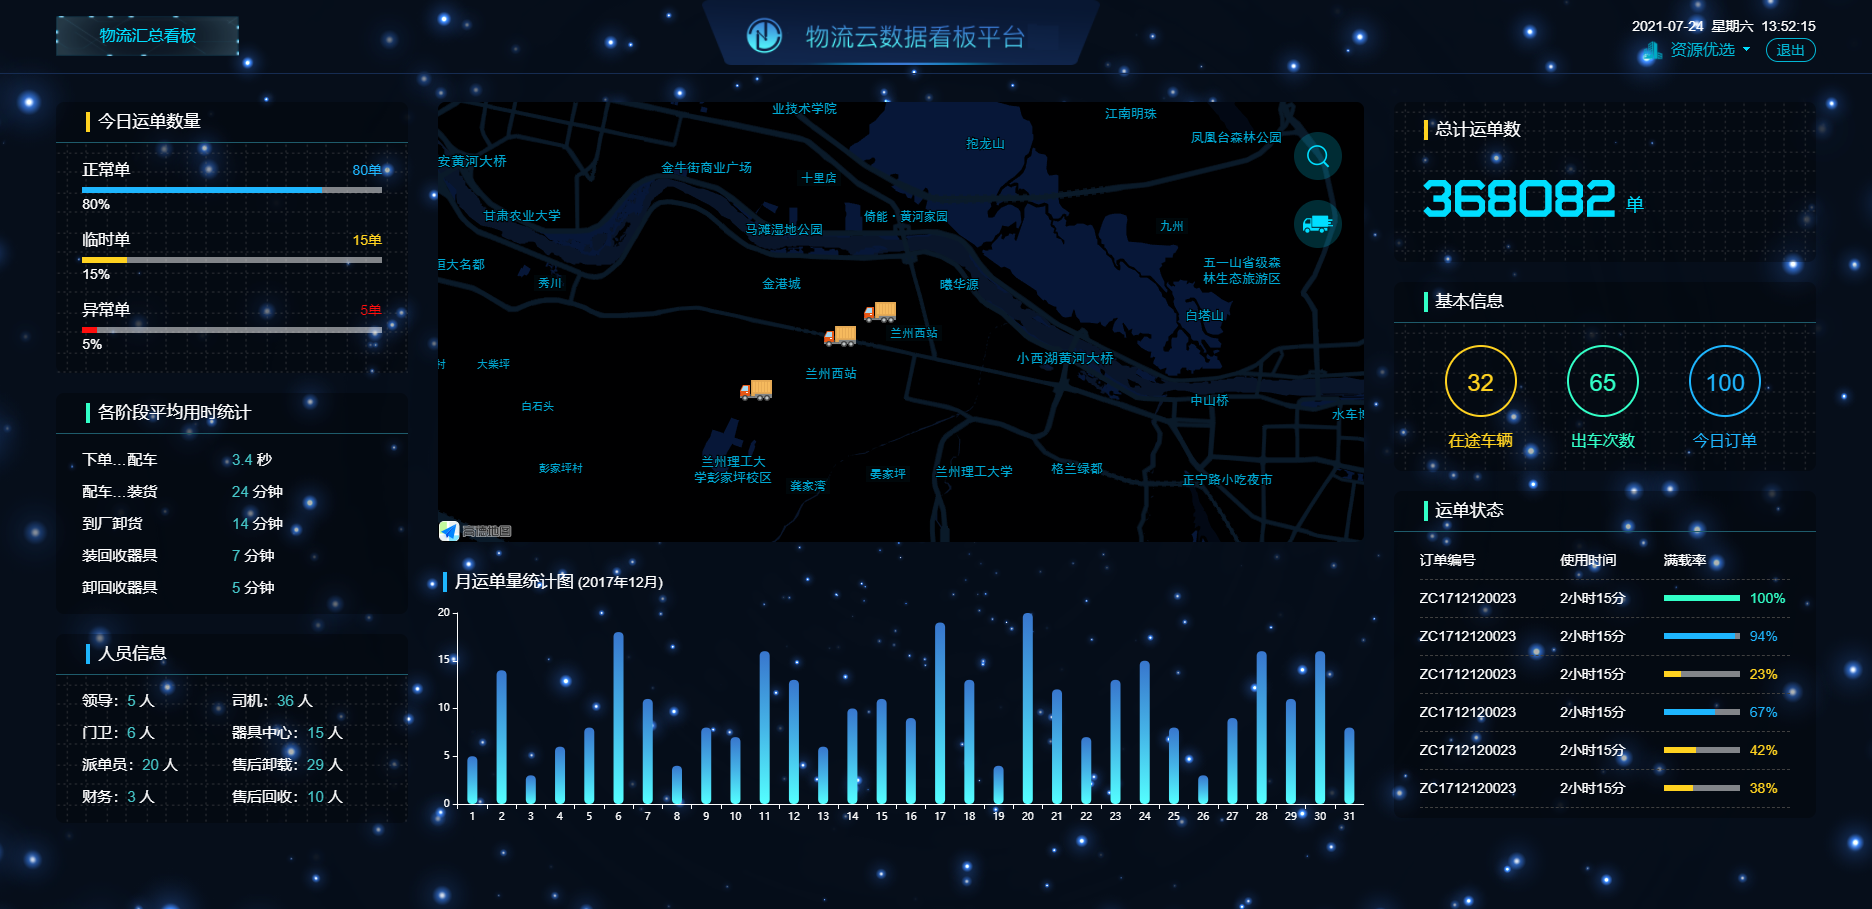 物流汇总看板
物流云数据看板平台
2021-07-24 星期六 13:52:15
资源优选
退出
今日运单数量
正常单 80单
80%
临时单 15单
15%
异常单 5单
5%
各阶段平均用时统计
下单...配车 3.4 秒
配车...装货 24 分钟
到厂卸货 14 分钟
装回收器具 7 分钟
卸回收器具 5 分钟
人员信息
领导：5 人 司机：36 人
门卫：6 人 器具中心：15 人
派单员：20 人 售后卸载：29 人
财务：3 人 售后回收：10 人
业技术学院
江南明珠
凤凰台森林公园
抱龙山
安黄河大桥
金牛街商业广场
十里店
甘肃农业大学
倚能·黄河家园
马滩湿地公园
九州
恒大名都
五一山省级森
林生态旅游区
秀川
金港城
曦华源
白塔山
兰州西站
小西湖黄河大桥
村
大柴坪
兰州西站
白石头
中山桥
水车博
彭家坪村
兰州理工大
学彭家坪校区
龚家湾
晏家坪
兰州理工大学
格兰绿都
正宁路小吃夜市
高德地图
月运单量统计图 (2017年12月)
20
15
10
5
0
1 2 3 4 5 6 7 8 9 10 11 12 13 14 15 16 17 18 19 20 21 22 23 24 25 26 27 28 29 30 31
总计运单数
368082 单
基本信息
32 65 100
在途车辆 出车次数 今日订单
运单状态
订单编号 使用时间 满载率
ZC1712120023 2小时15分 100%
ZC1712120023 2小时15分 94%
ZC1712120023 2小时15分 23%
ZC1712120023 2小时15分 67%
ZC1712120023 2小时15分 42%
ZC1712120023 2小时15分 38%